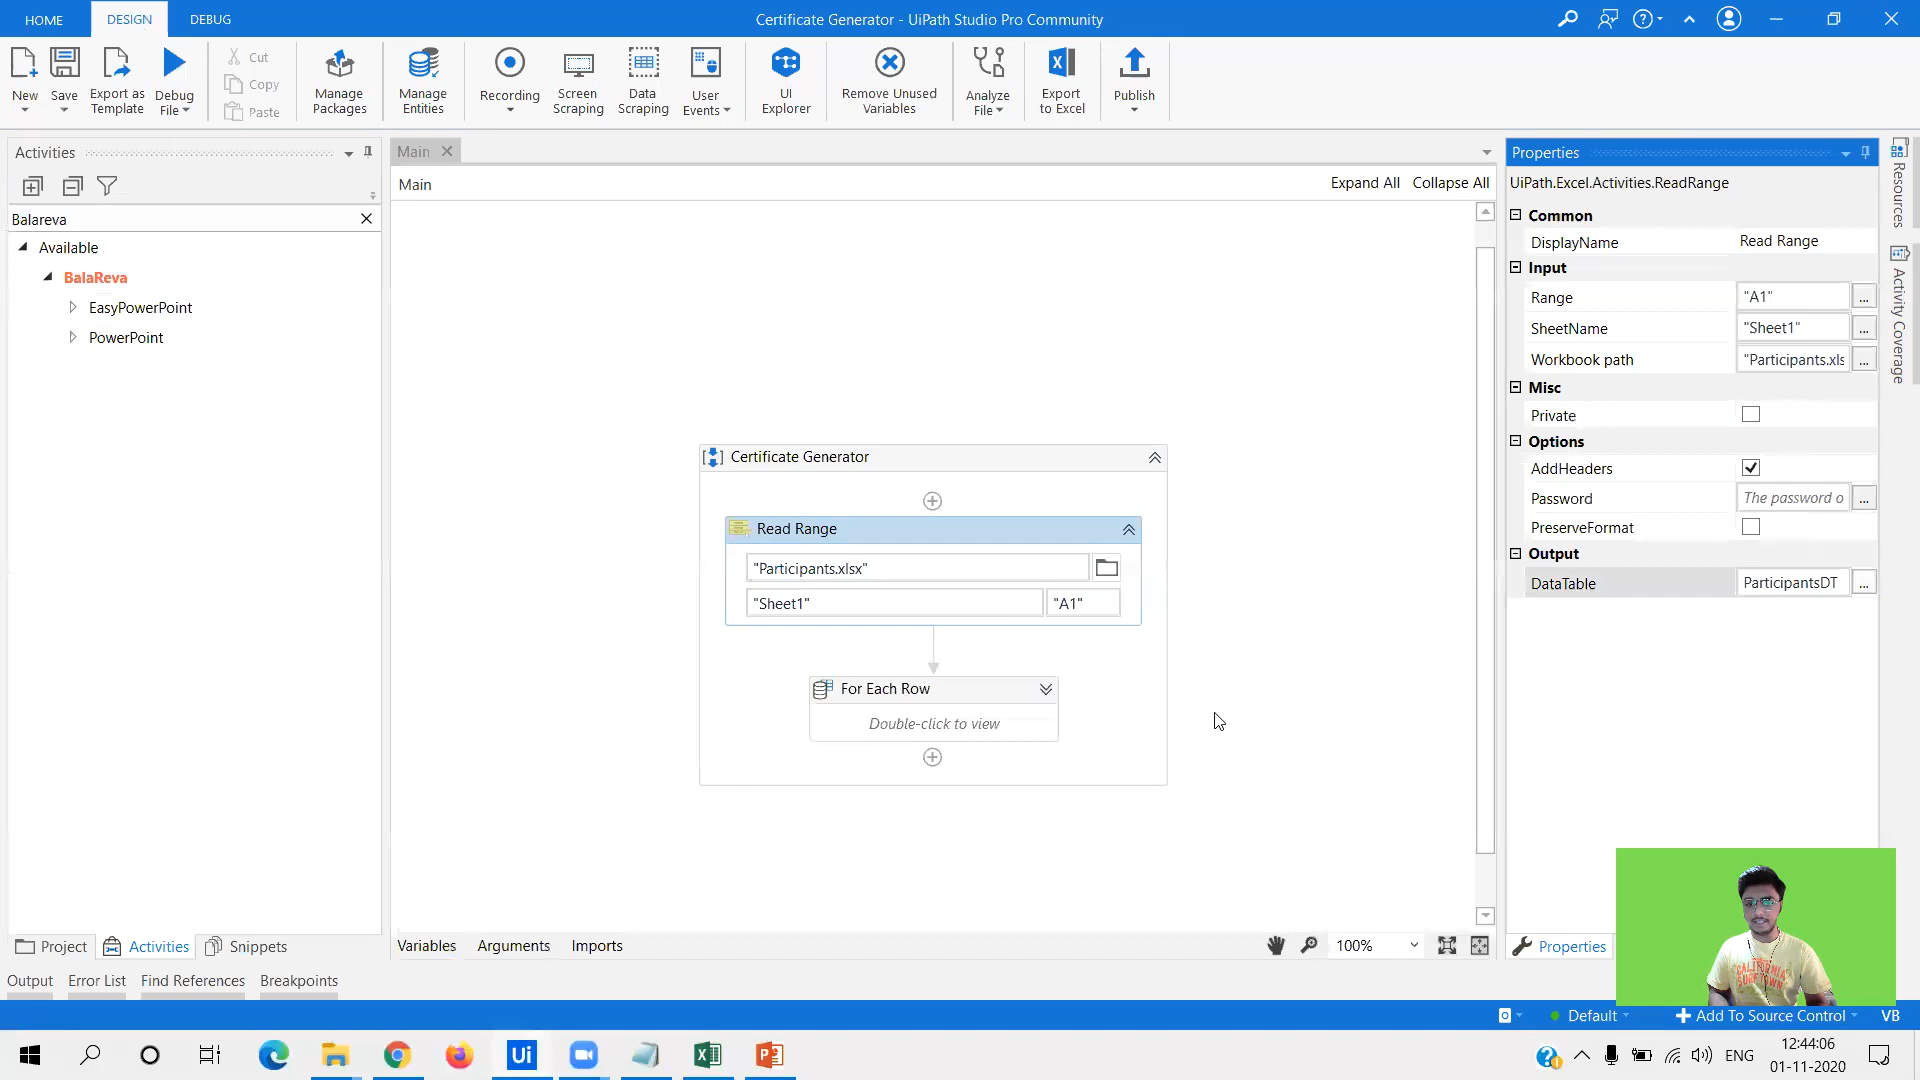 HOME DESIGN DEBUG Certificate Generator - UiPath Studio Pro Community
New Save Export as Template Debug File Cut Copy Paste Manage Packages Manage Entities Recording Screen Scraping Data Scraping User Events UI Explorer Remove Unused Variables Analyze File Export to Excel Publish
Activities
Balareva
Available
BalaReva
EasyPowerPoint
PowerPoint
Main
Main Expand All Collapse All
Certificate Generator
Read Range
"Participants.xlsx"
"Sheet1" "A1"
For Each Row
Double-click to view
Properties
UiPath.Excel.Activities.ReadRange
Common
DisplayName Read Range
Input
Range "A1" ...
SheetName "Sheet1" ...
Workbook path "Participants.xls ...
Misc
Private
Options
AddHeaders
Password The password o ...
PreserveFormat
Output
DataTable ParticipantsDT ...
Resources
Activity Coverage
Project Activities Snippets
Variables Arguments Imports 100%
Properties
Output Error List Find References Breakpoints
CALIFORNIA
Default Add To Source Control VB
Ui
ENG 12:44:06
01-11-2020